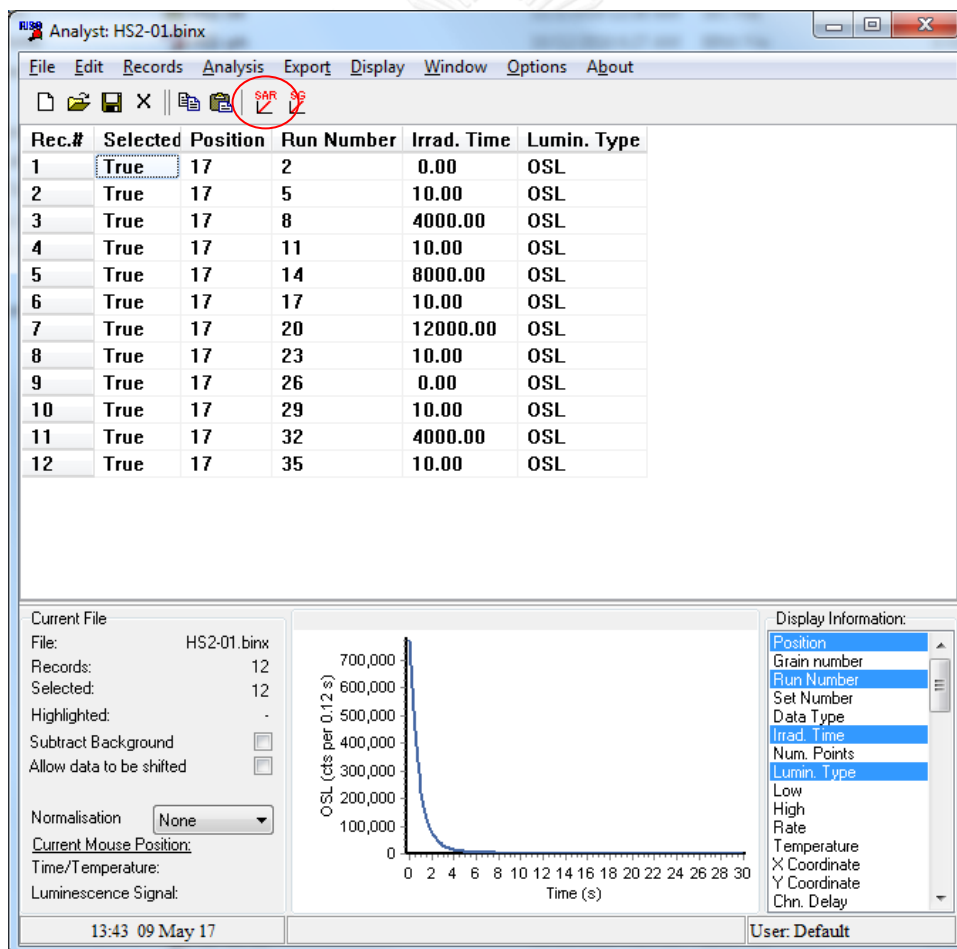 RISØ Analyst: HS2-01.binx
File Edit Records Analysis Export Display Window Options About
SAR SG
Rec.# Selected Position Run Number Irrad. Time Lumin. Type
1 True 17 2 0.00 OSL
2 True 17 5 10.00 OSL
3 True 17 8 4000.00 OSL
4 True 17 11 10.00 OSL
5 True 17 14 8000.00 OSL
6 True 17 17 10.00 OSL
7 True 17 20 12000.00 OSL
8 True 17 23 10.00 OSL
9 True 17 26 0.00 OSL
10 True 17 29 10.00 OSL
11 True 17 32 4000.00 OSL
12 True 17 35 10.00 OSL
Current File
File: HS2-01.binx
Records: 12
Selected: 12
Highlighted: -
Subtract Background
Allow data to be shifted
Normalisation None
Current Mouse Position:
Time/Temperature:
Luminescence Signal:
OSL (cts per 0.12 s)
700,000
600,000
500,000
400,000
300,000
200,000
100,000
0
0 2 4 6 8 10 12 14 16 18 20 22 24 26 28 30
Time (s)
Display Information:
Position
Grain number
Run Number
Set Number
Data Type
Irrad. Time
Num. Points
Lumin. Type
Low
High
Rate
Temperature
X Coordinate
Y Coordinate
Chn. Delay
13:43 09 May 17
User: Default